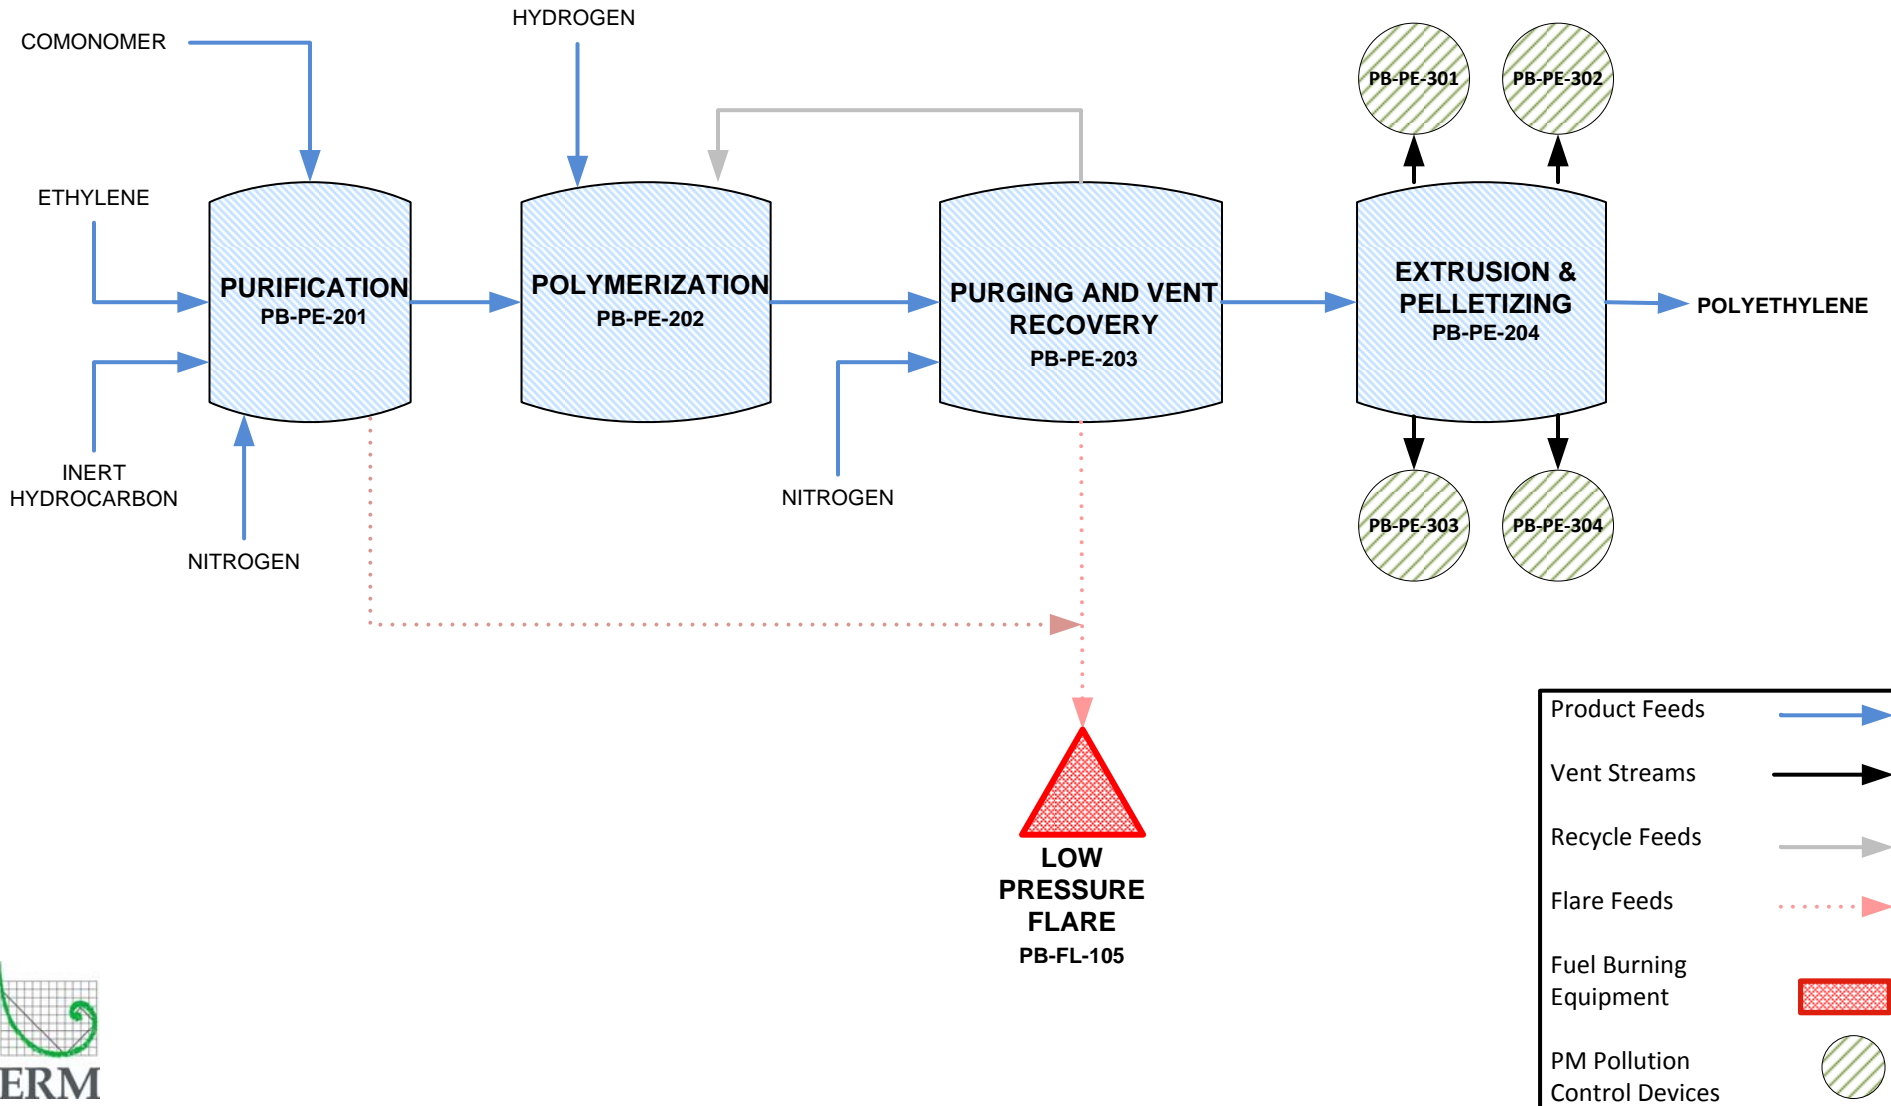 HYDROGEN
COMONOMER
PB-PE-301
PB-PE-302
ETHYLENE
PURIFICATION
PB-PE-201
POLYMERIZATION
PB-PE-202
PURGING AND VENT
RECOVERY
PB-PE-203
EXTRUSION &
PELLETIZING
PB-PE-204
POLYETHYLENE
INERT
HYDROCARBON
NITROGEN
NITROGEN
PB-PE-303
PB-PE-304
LOW
PRESSURE
FLARE
PB-FL-105
Product Feeds
Vent Streams
Recycle Feeds
Flare Feeds
Fuel Burning
Equipment
PM Pollution
Control Devices
ERM